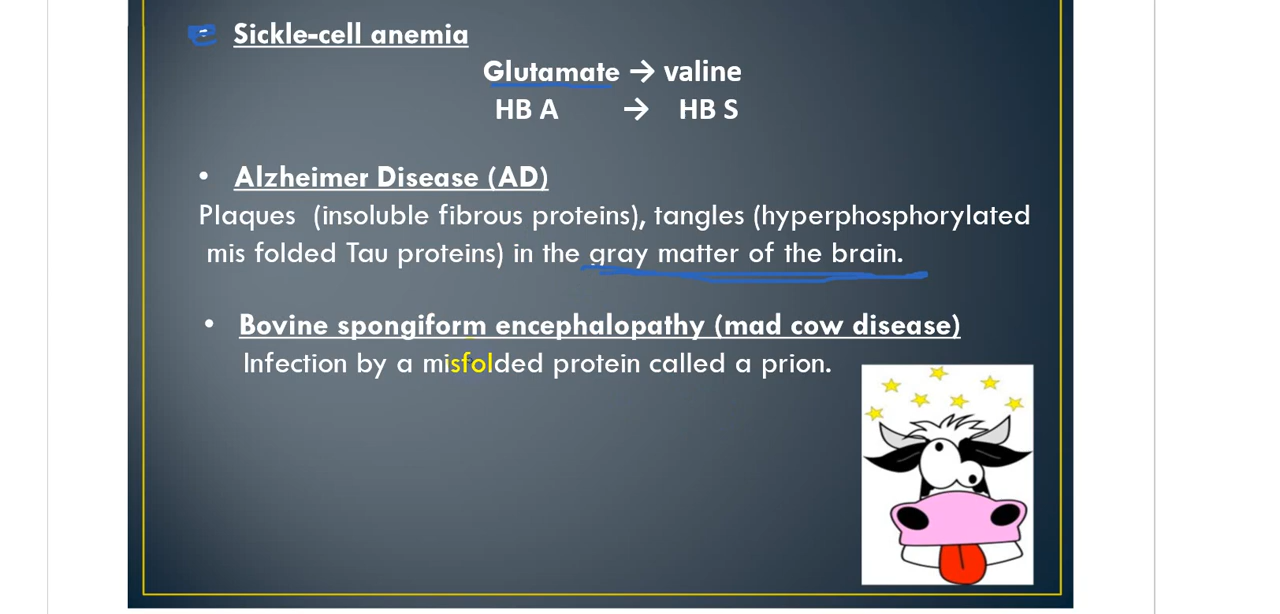 Sickle-cell anemia
Glutamate → valine
HB A → HB S
• Alzheimer Disease (AD)
Plaques (insoluble fibrous proteins), tangles (hyperphosphorylated
mis folded Tau proteins) in the gray matter of the brain.
• Bovine spongiform encephalopathy (mad cow disease)
Infection by a misfolded protein called a prion.